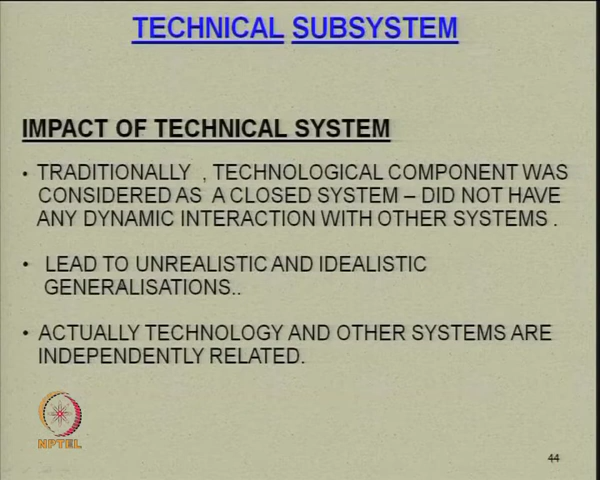 TECHNICAL SUBSYSTEM
IMPACT OF TECHNICAL SYSTEM
• TRADITIONALLY , TECHNOLOGICAL COMPONENT WAS
CONSIDERED AS A CLOSED SYSTEM – DID NOT HAVE
ANY DYNAMIC INTERACTION WITH OTHER SYSTEMS .
• LEAD TO UNREALISTIC AND IDEALISTIC
GENERALISATIONS..
• ACTUALLY TECHNOLOGY AND OTHER SYSTEMS ARE
INDEPENDENTLY RELATED.
NPTEL
44